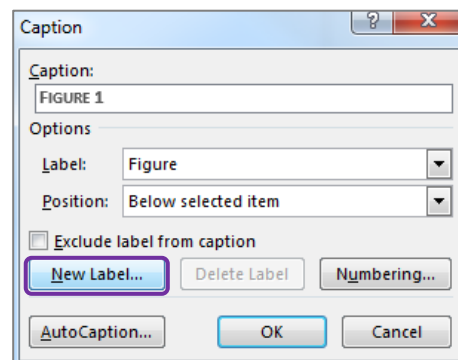 Caption
Caption:
FIGURE 1
Options
Label: Figure
Position: Below selected item
Exclude label from caption
New Label... Delete Label Numbering...
AutoCaption... OK Cancel